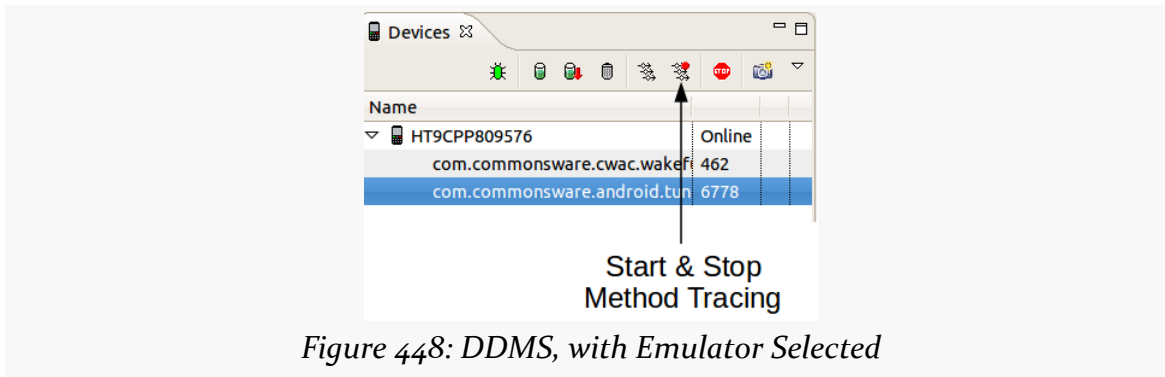 Devices
STOP
Name
HT9CPP809576 Online
com.commonsware.cwac.wakef 462
com.commonsware.android.tun 6778
Start & Stop
Method Tracing
Figure 448: DDMS, with Emulator Selected